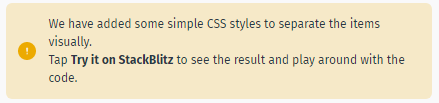 We have added some simple CSS styles to separate the items
visually.
Tap Try it on StackBlitz to see the result and play around with the
code.